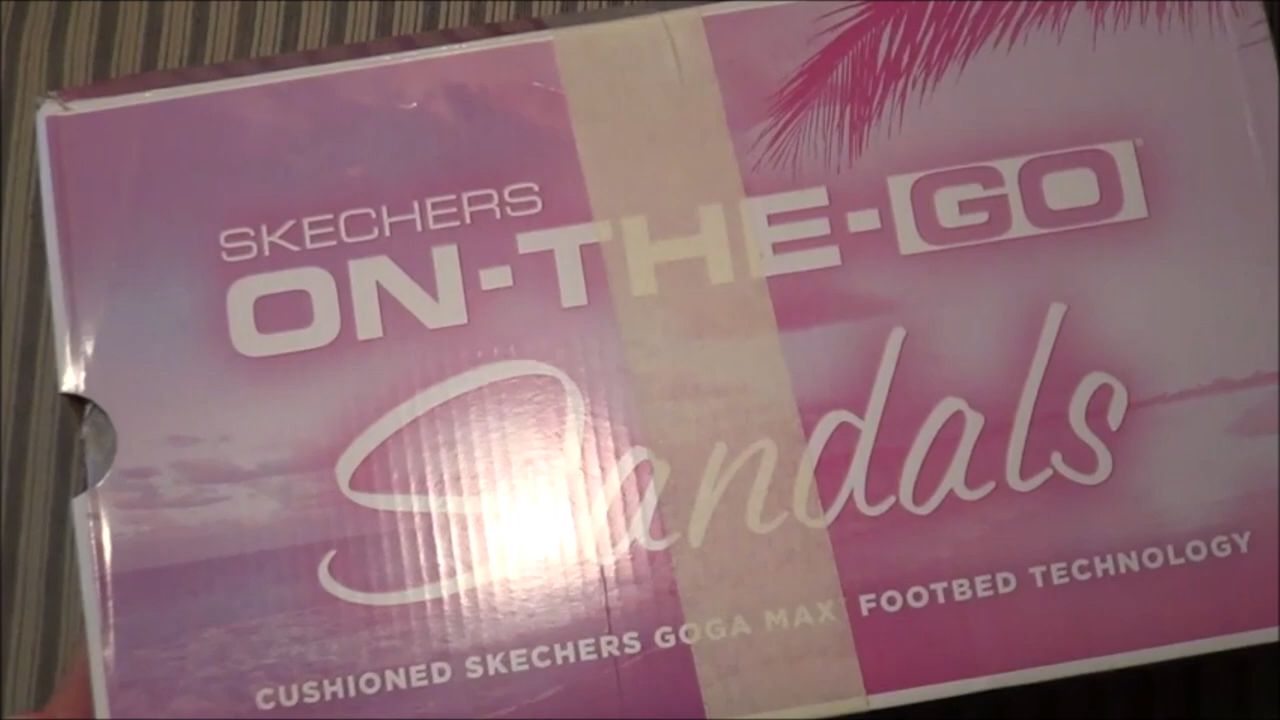 SKECHERS
ON-THE-GO
Sandals
CUSHIONED SKECHERS GOGA MAX FOOTBED TECHNOLOGY